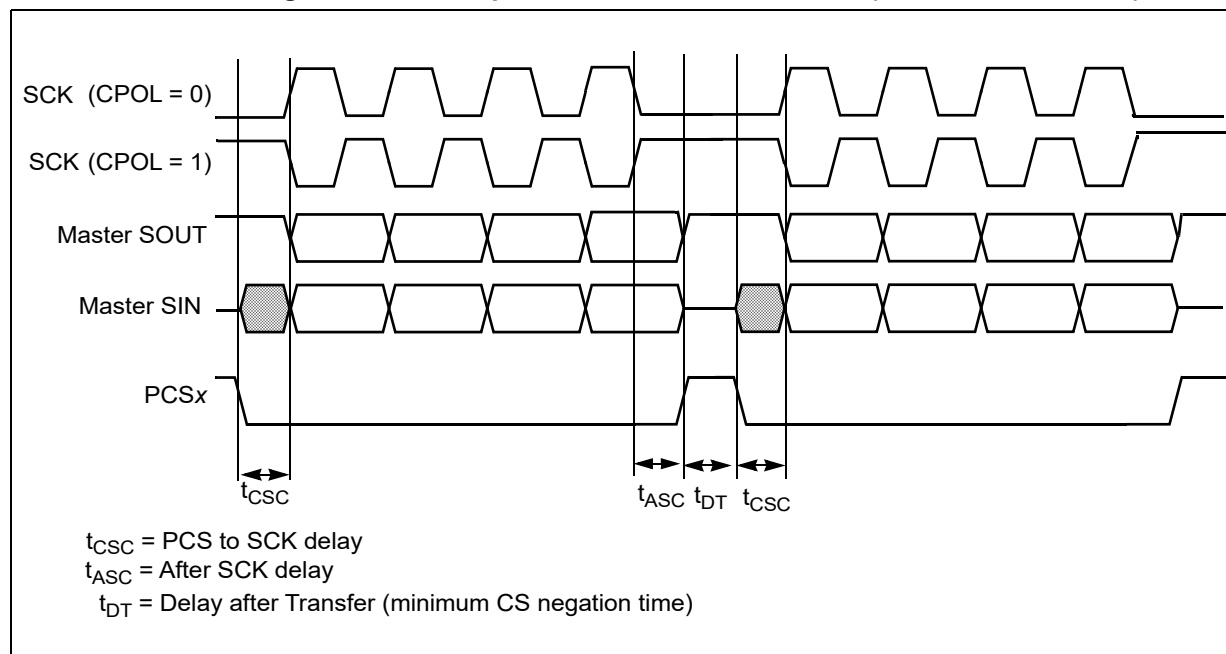 SCK (CPOL = 0)
SCK (CPOL = 1)
Master SOUT
Master SIN
PCSx
tCSC
tASC tDT tCSC
tCSC = PCS to SCK delay
tASC = After SCK delay
tDT = Delay after Transfer (minimum CS negation time)